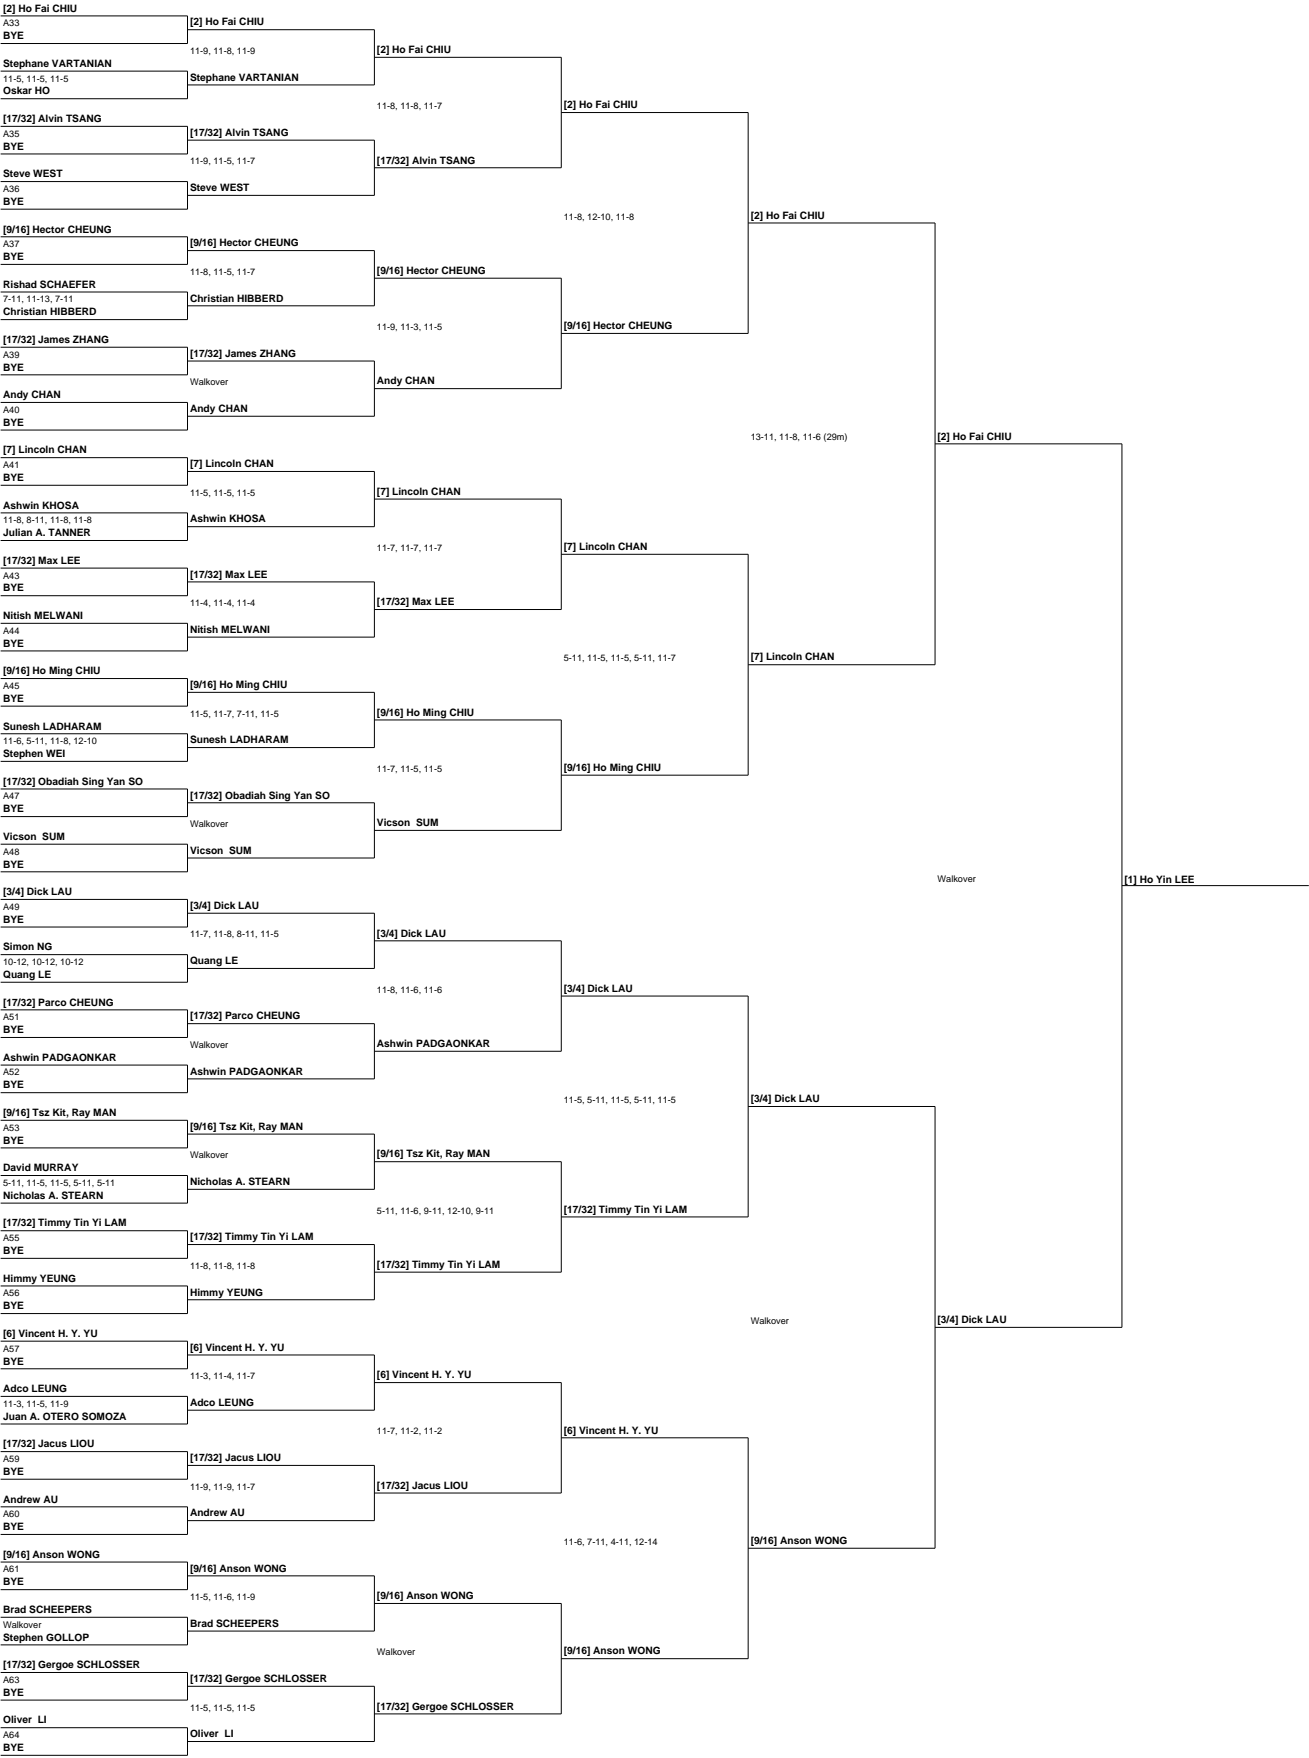 [2] Ho Fai CHIU
A33
BYE
Stephane VARTANIAN
11-5, 11-5, 11-5
Oskar HO
[17/32] Alvin TSANG
A35
BYE
Steve WEST
A36
BYE
[9/16] Hector CHEUNG
A37
BYE
Rishad SCHAEFER
7-11, 11-13, 7-11
Christian HIBBERD
[17/32] James ZHANG
A39
BYE
Andy CHAN
A40
BYE
[7] Lincoln CHAN
A41
BYE
Ashwin KHOSA
11-8, 8-11, 11-8, 11-8
Julian A. TANNER
[17/32] Max LEE
A43
BYE
Nitish MELWANI
A44
BYE
[9/16] Ho Ming CHIU
A45
BYE
Sunesh LADHARAM
11-6, 5-11, 11-8, 12-10
Stephen WEI
[17/32] Obadiah Sing Yan SO
A47
BYE
Vicson SUM
A48
BYE
[3/4] Dick LAU
A49
BYE
Simon NG
10-12, 10-12, 10-12
Quang LE
[17/32] Parco CHEUNG
A51
BYE
Ashwin PADGAONKAR
A52
BYE
[9/16] Tsz Kit, Ray MAN
A53
BYE
David MURRAY
5-11, 11-5, 11-5, 5-11, 5-11
Nicholas A. STEARN
[17/32] Timmy Tin Yi LAM
A55
BYE
Himmy YEUNG
A56
BYE
[6] Vincent H. Y. YU
A57
BYE
Adco LEUNG
11-3, 11-5, 11-9
Juan A. OTERO SOMOZA
[17/32] Jacus LIOU
A59
BYE
Andrew AU
A60
BYE
[9/16] Anson WONG
A61
BYE
Brad SCHEEPERS
Walkover
Stephen GOLLOP
[17/32] Gergoe SCHLOSSER
A63
BYE
Oliver LI
A64
BYE
[2] Ho Fai CHIU
11-9, 11-8, 11-9
Stephane VARTANIAN
[17/32] Alvin TSANG
11-9, 11-5, 11-7
Steve WEST
[9/16] Hector CHEUNG
11-8, 11-5, 11-7
Christian HIBBERD
[17/32] James ZHANG
Walkover
Andy CHAN
[7] Lincoln CHAN
11-5, 11-5, 11-5
Ashwin KHOSA
[17/32] Max LEE
11-4, 11-4, 11-4
Nitish MELWANI
[9/16] Ho Ming CHIU
11-5, 11-7, 7-11, 11-5
Sunesh LADHARAM
[17/32] Obadiah Sing Yan SO
Walkover
Vicson SUM
[3/4] Dick LAU
11-7, 11-8, 8-11, 11-5
Quang LE
[17/32] Parco CHEUNG
Walkover
Ashwin PADGAONKAR
[9/16] Tsz Kit, Ray MAN
Walkover
Nicholas A. STEARN
[17/32] Timmy Tin Yi LAM
11-8, 11-8, 11-8
Himmy YEUNG
[6] Vincent H. Y. YU
11-3, 11-4, 11-7
Adco LEUNG
[17/32] Jacus LIOU
11-9, 11-9, 11-7
Andrew AU
[9/16] Anson WONG
11-5, 11-6, 11-9
Brad SCHEEPERS
[17/32] Gergoe SCHLOSSER
11-5, 11-5, 11-5
Oliver LI
[2] Ho Fai CHIU
11-8, 11-8, 11-7
[17/32] Alvin TSANG
[9/16] Hector CHEUNG
11-9, 11-3, 11-5
Andy CHAN
[7] Lincoln CHAN
11-7, 11-7, 11-7
[17/32] Max LEE
[9/16] Ho Ming CHIU
11-7, 11-5, 11-5
Vicson SUM
[3/4] Dick LAU
11-8, 11-6, 11-6
Ashwin PADGAONKAR
[9/16] Tsz Kit, Ray MAN
5-11, 11-6, 9-11, 12-10, 9-11
[17/32] Timmy Tin Yi LAM
[6] Vincent H. Y. YU
11-7, 11-2, 11-2
[17/32] Jacus LIOU
[9/16] Anson WONG
Walkover
[17/32] Gergoe SCHLOSSER
[2] Ho Fai CHIU
11-8, 12-10, 11-8
[9/16] Hector CHEUNG
[7] Lincoln CHAN
5-11, 11-5, 11-5, 5-11, 11-7
[9/16] Ho Ming CHIU
[3/4] Dick LAU
11-5, 5-11, 11-5, 5-11, 11-5
[17/32] Timmy Tin Yi LAM
[6] Vincent H. Y. YU
11-6, 7-11, 4-11, 12-14
[9/16] Anson WONG
[2] Ho Fai CHIU
13-11, 11-8, 11-6 (29m)
[7] Lincoln CHAN
[3/4] Dick LAU
Walkover
[9/16] Anson WONG
[2] Ho Fai CHIU
Walkover
[3/4] Dick LAU
[1] Ho Yin LEE